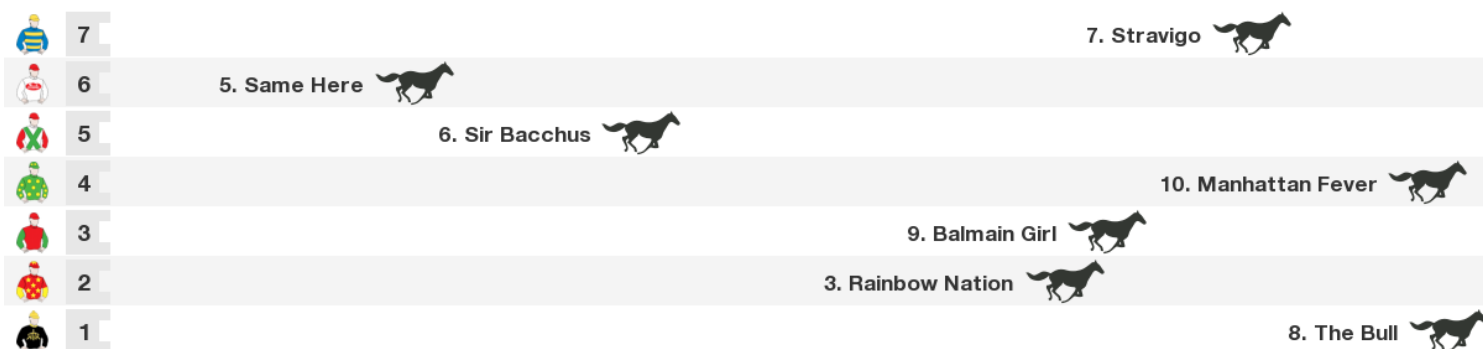 7 7. Stravigo
6 5. Same Here
5 6. Sir Bacchus
4 10. Manhattan Fever
3 9. Balmain Girl
2 3. Rainbow Nation
1 8. The Bull